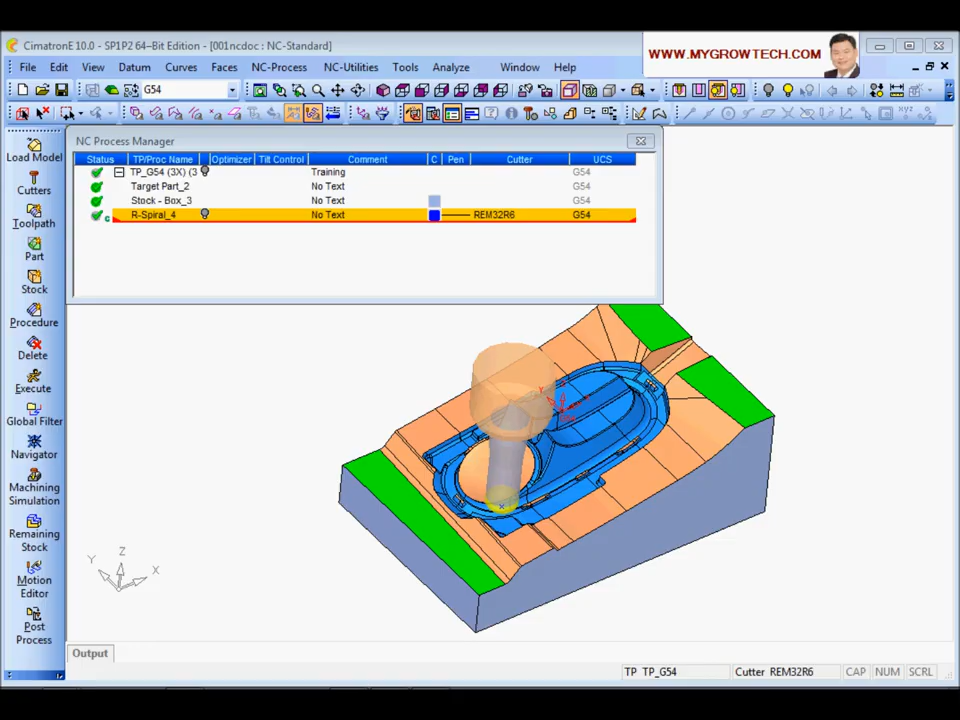 CimatronE 10.0 - SP1P2 64–Bit Edition - [001ncdoc : NC-Standard]
WWW.MYGROWTECH.COM
File Edit View Datum Curves Faces NC-Process NC-Utilities Tools Analyze Window Help
G54
NC Process Manager
Status TP/Proc Name Optimizer Tilt Control Comment C Pen Cutter UCS
TP_G54 (3X) (3 Training G54
Target Part_2 No Text G54
Stock - Box_3 No Text G54
R-Spiral_4 No Text REM32R6 G54
Load Model
Cutters
Toolpath
Part
Stock
Procedure
Delete
Execute
Global Filter
Navigator
Machining
Simulation
Remaining
Stock
Motion
Editor
Post
Process
Z
Y
X
Output
TP TP_G54 Cutter REM32R6 CAP NUM SCRL